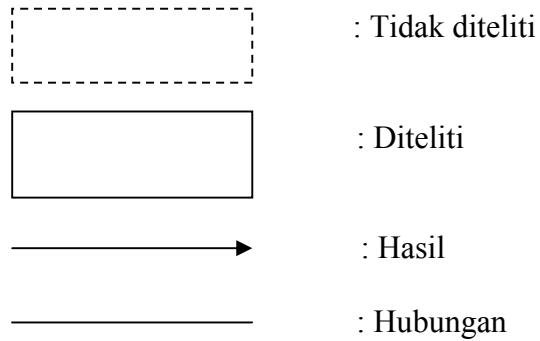 : Tidak diteliti
: Diteliti
: Hasil
: Hubungan